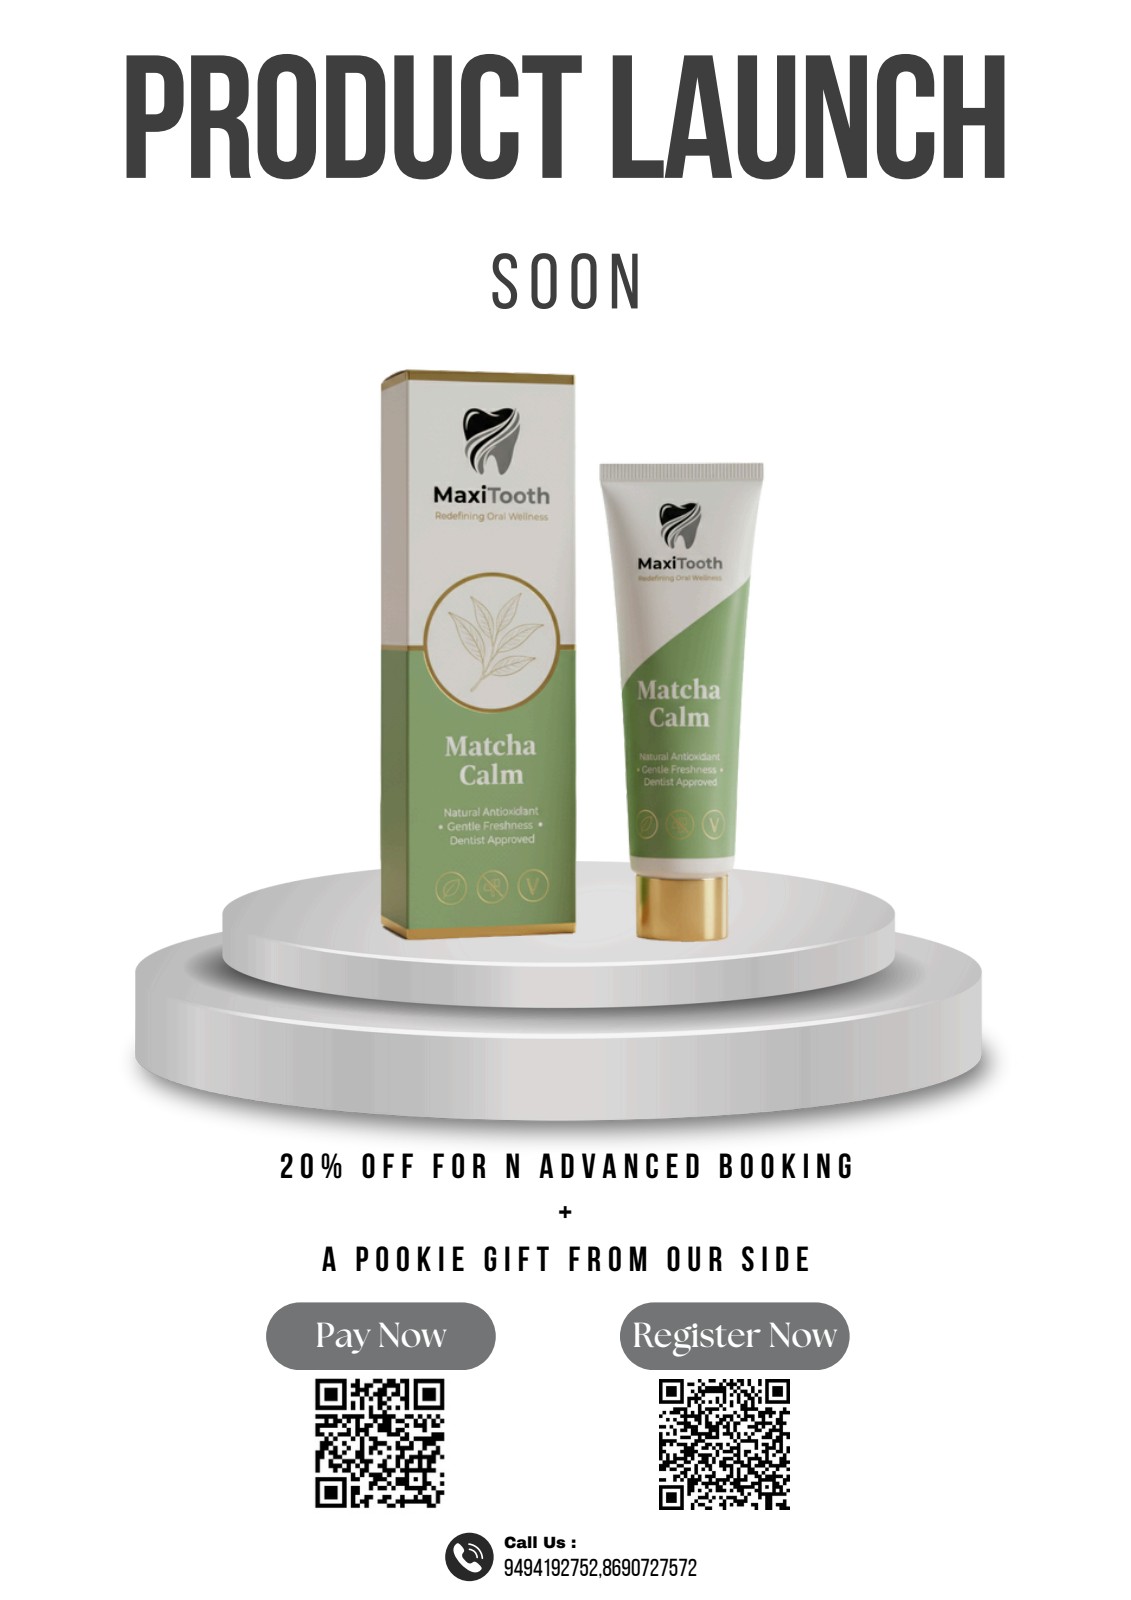 PRODUCT LAUNCH
SOON
MaxiTooth
Redefining Oral Wellness
Matcha
Calm
Natural Antioxidant
• Gentle Freshness •
Dentist Approved
V
MaxiTooth
Redefining Oral Wellness
Matcha
Calm
Natural Antioxidant
• Gentle Freshness •
Dentist Approved
V
20% OFF FOR N ADVANCED BOOKING
+
A POOKIE GIFT FROM OUR SIDE
Pay Now
Register Now
Call Us :
9494192752,8690727572